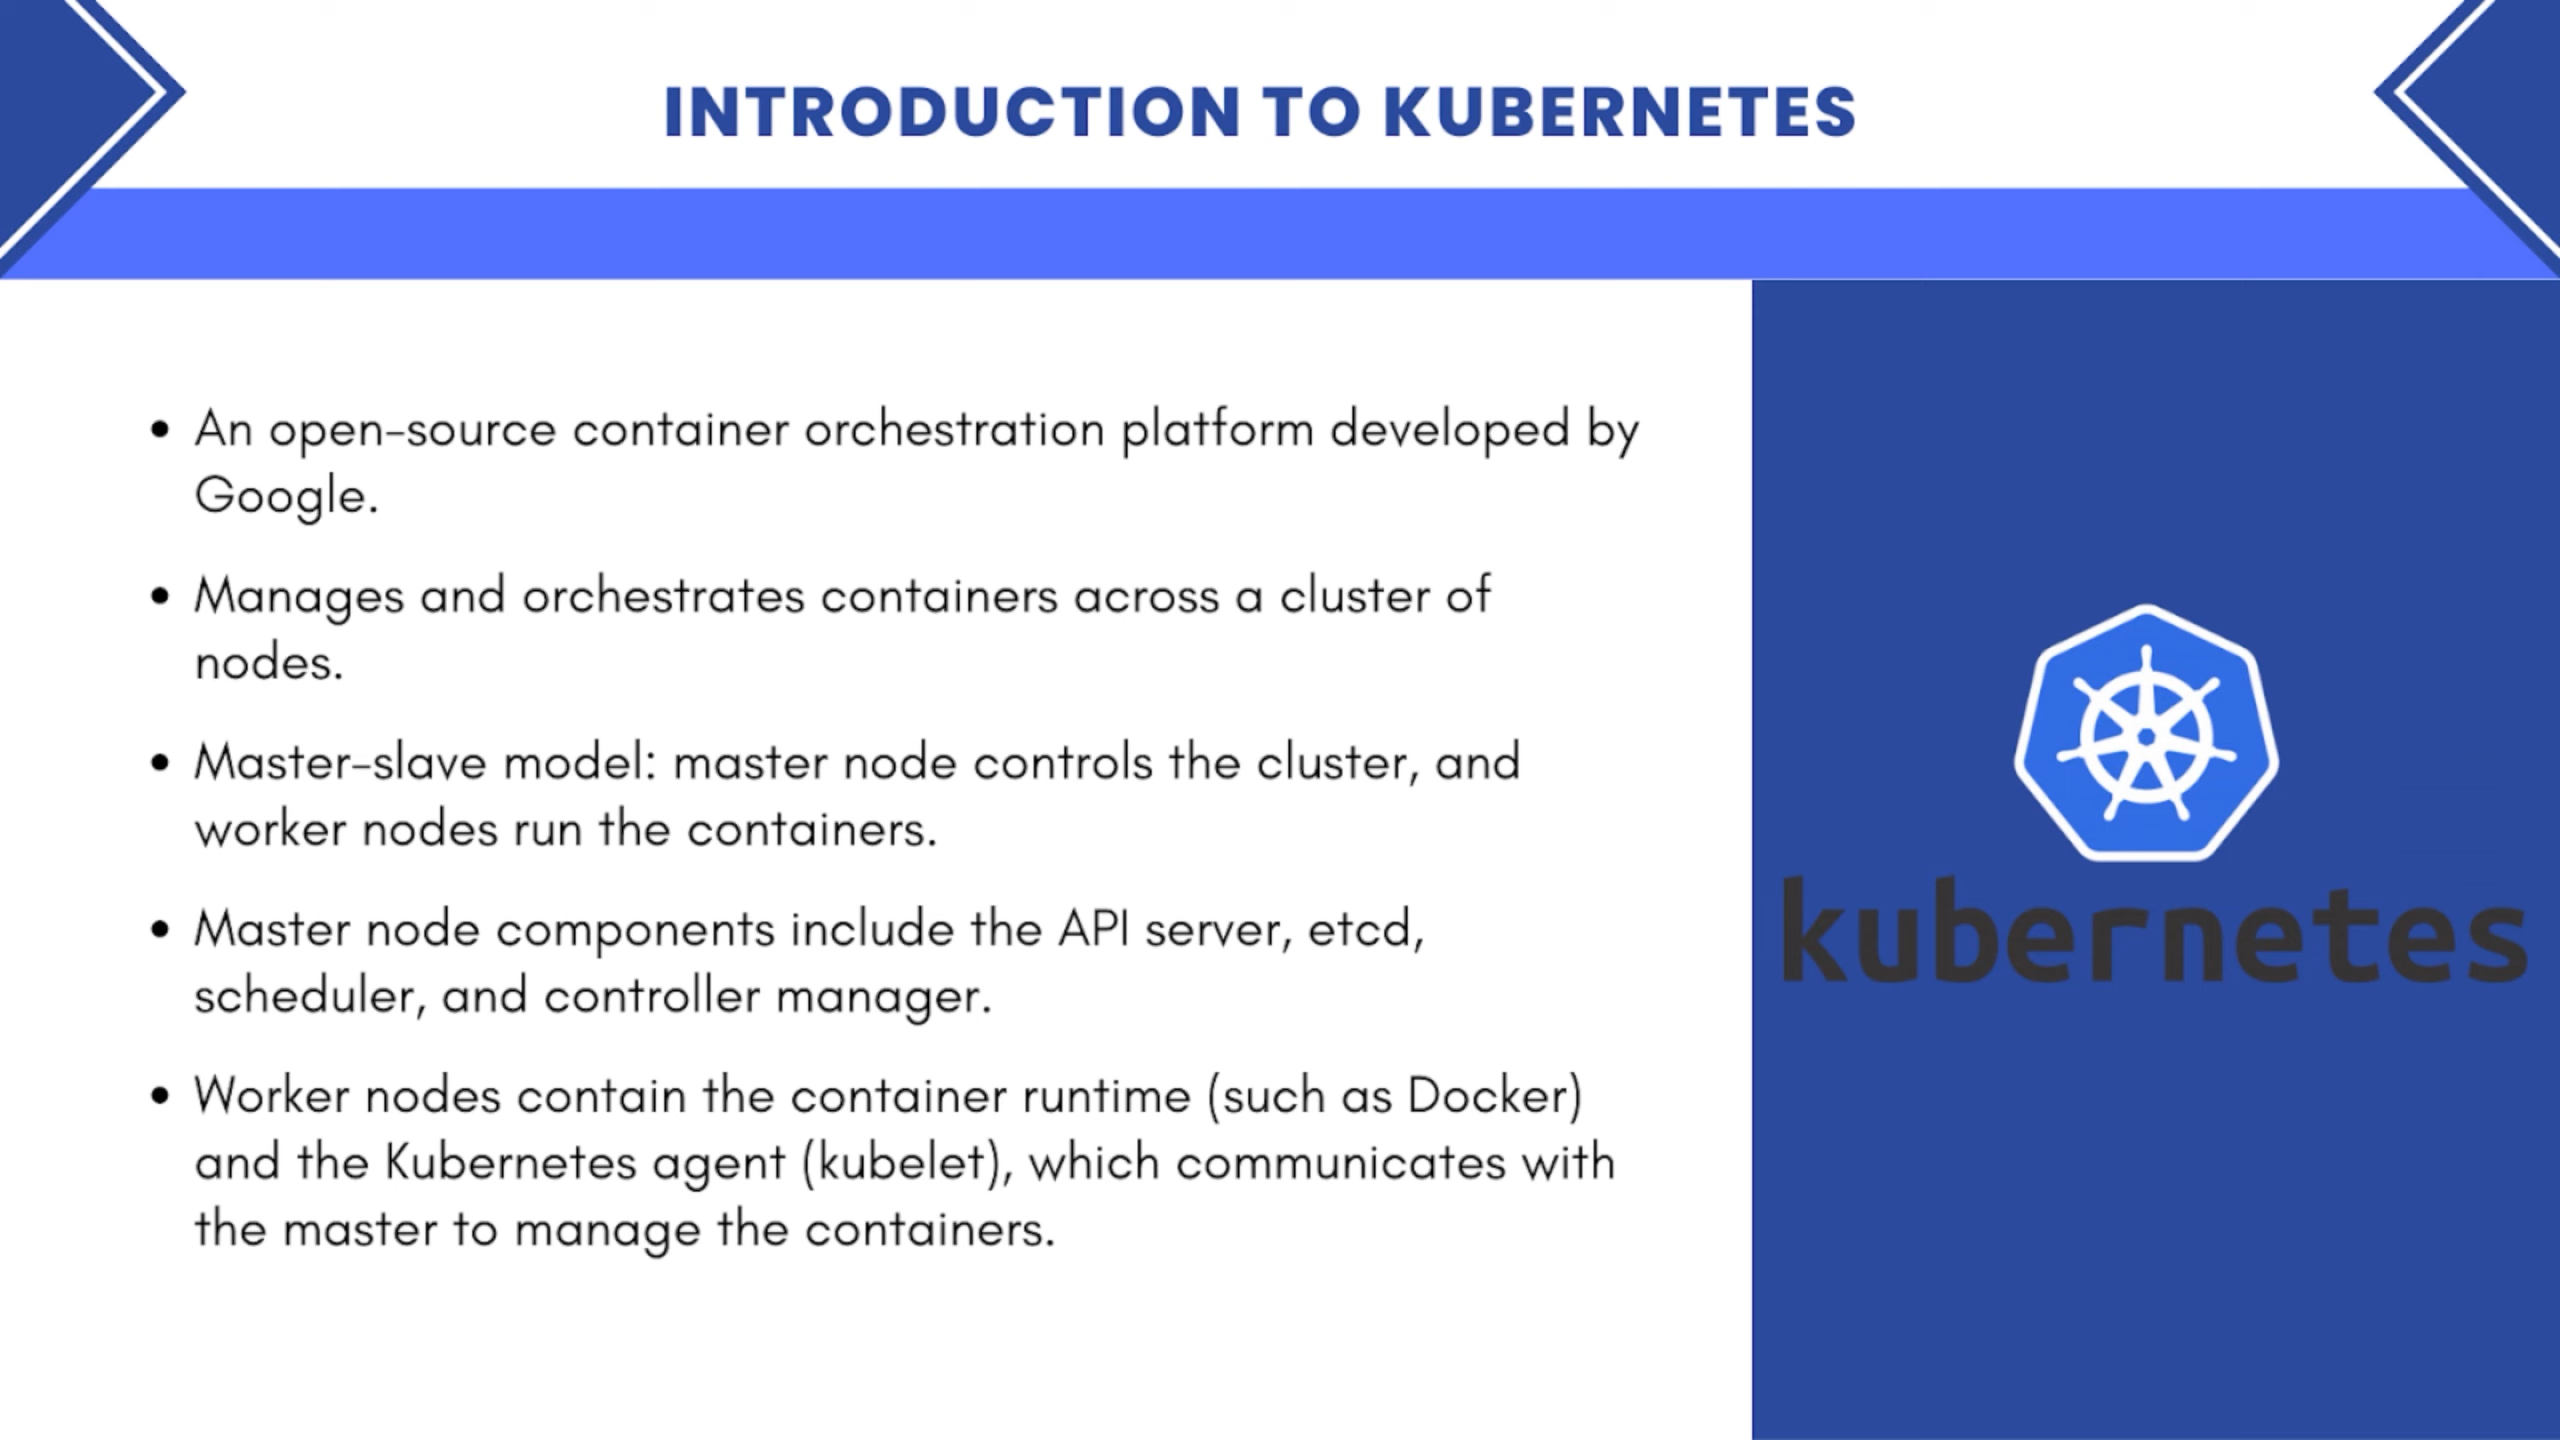 INTRODUCTION TO KUBERNETES
• An open-source container orchestration platform developed by
Google.
• Manages and orchestrates containers across a cluster of
nodes.
• Master-slave model: master node controls the cluster, and
worker nodes run the containers.
• Master node components include the API server, etcd,
scheduler, and controller manager.
• Worker nodes contain the container runtime (such as Docker)
and the Kubernetes agent (kubelet), which communicates with
the master to manage the containers.
kubernetes